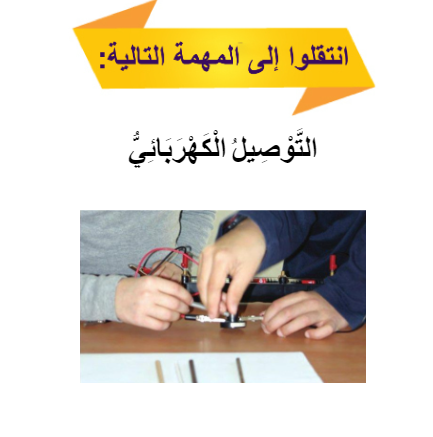 انتقلوا إلى المهمة التالية:
التَّوْصِيلُ الْكَهْرَبَائِيُّ